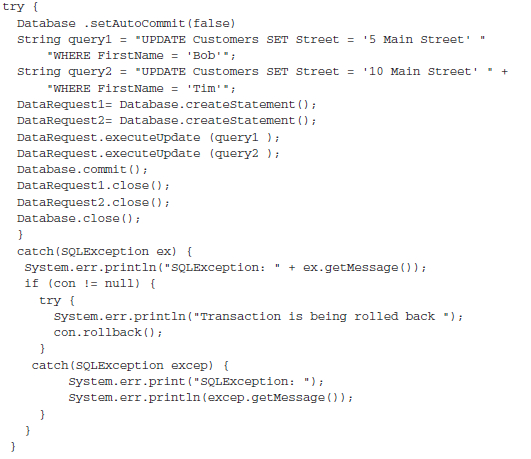 try {
Database .setAutoCommit(false)
String query1 = "UPDATE Customers SET Street = '5 Main Street' "
"WHERE FirstName = 'Bob'";
String query2 = "UPDATE Customers SET Street = '10 Main Street' " +
"WHERE FirstName = 'Tim'";
DataRequest1= Database.createStatement();
DataRequest2= Database.createStatement();
DataRequest.executeUpdate (query1 );
DataRequest.executeUpdate (query2 );
Database.commit();
DataRequest1.close();
DataRequest2.close();
Database.close();
}
catch(SQLException ex) {
System.err.println("SQLException: " + ex.getMessage());
if (con != null) {
try {
System.err.println("Transaction is being rolled back ");
con.rollback();
}
catch(SQLException excep) {
System.err.print("SQLException: ");
System.err.println(excep.getMessage());
}
}
}